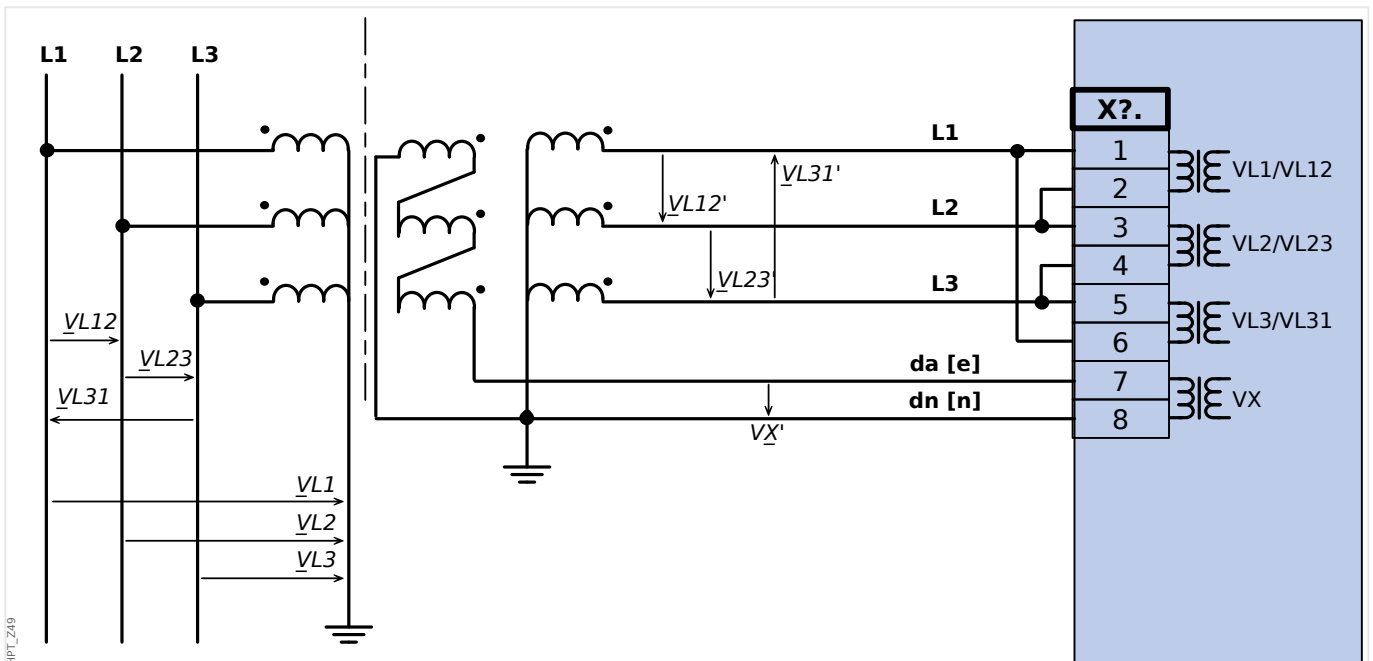 L1 L2 L3
X?.
L1
1
VL1/VL12
VL31'
2
VL12'
L2
3
VL2/VL23
4
VL23'
L3
5
VL3/VL31
VL12
6
VL23
da [e]
7
VL31
dn [n]
VX
8
VX'
VL1
VL2
VL3
HPT_Z49